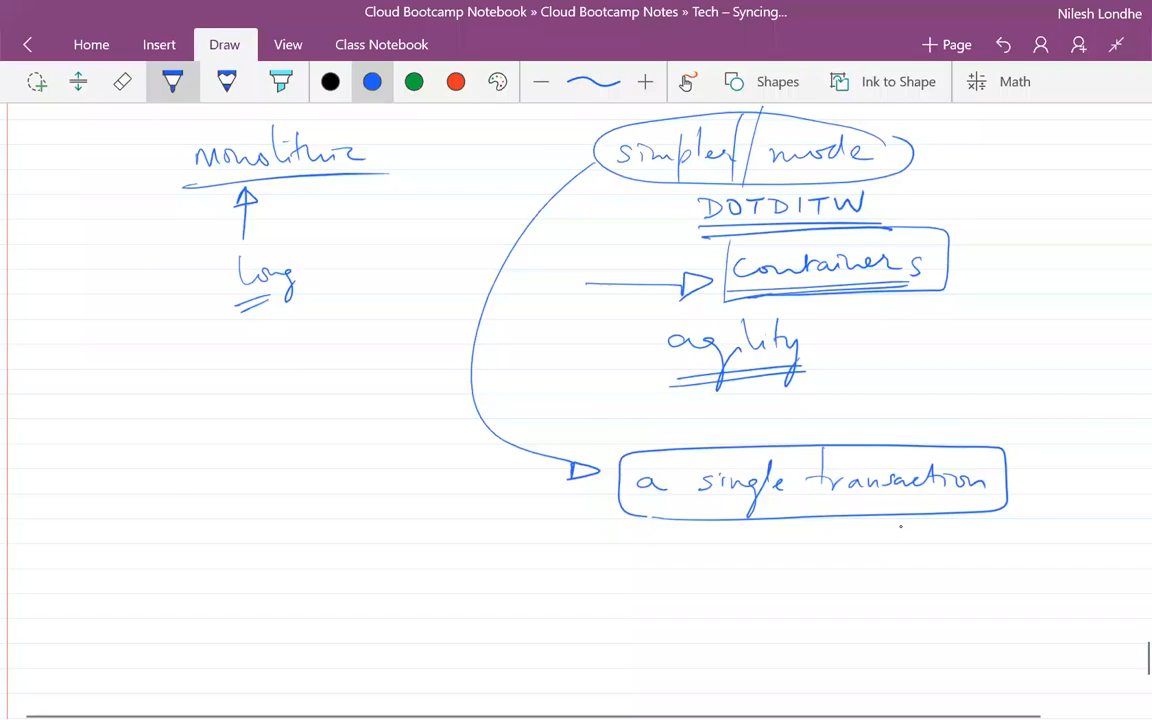 Cloud Bootcamp Notebook » Cloud Bootcamp Notes » Tech – Syncing...
Nilesh Londhe
Home Insert Draw View Class Notebook
Page
Shapes Ink to Shape Math
monolithic
simplex / mode
DOTDITW
long
containers
agility
a single transaction